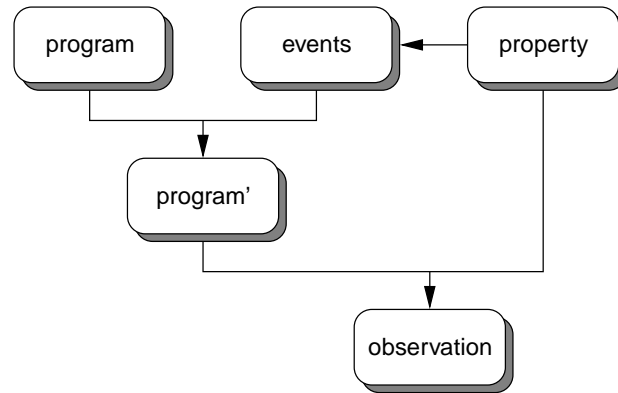 program
events
property
program’
observation